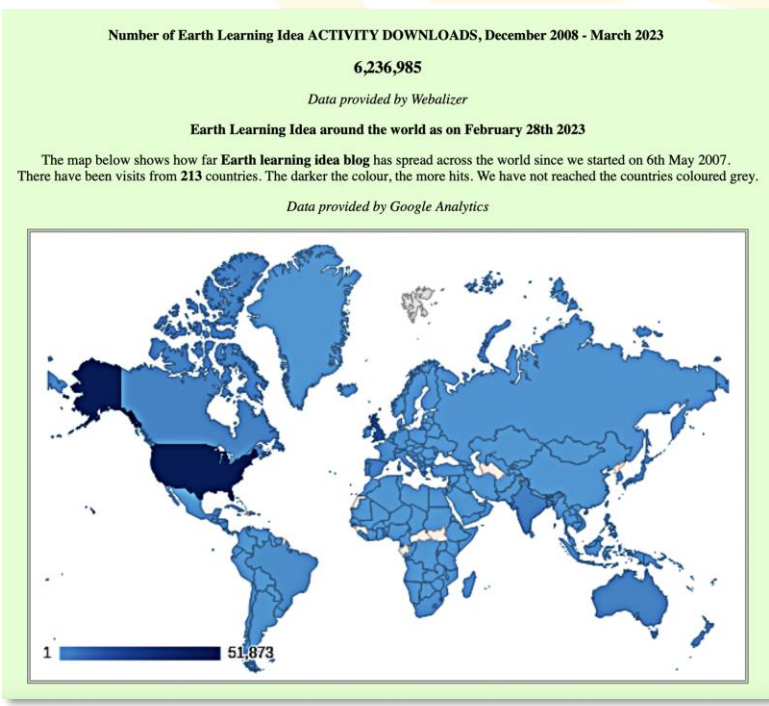 Number of Earth Learning Idea ACTIVITY DOWNLOADS, December 2008 - March 2023
6,236,985
Data provided by Webalizer
Earth Learning Idea around the world as on February 28th 2023
The map below shows how far Earth learning idea blog has spread across the world since we started on 6th May 2007.
There have been visits from 213 countries. The darker the colour, the more hits. We have not reached the countries coloured grey.
Data provided by Google Analytics
1 51,873